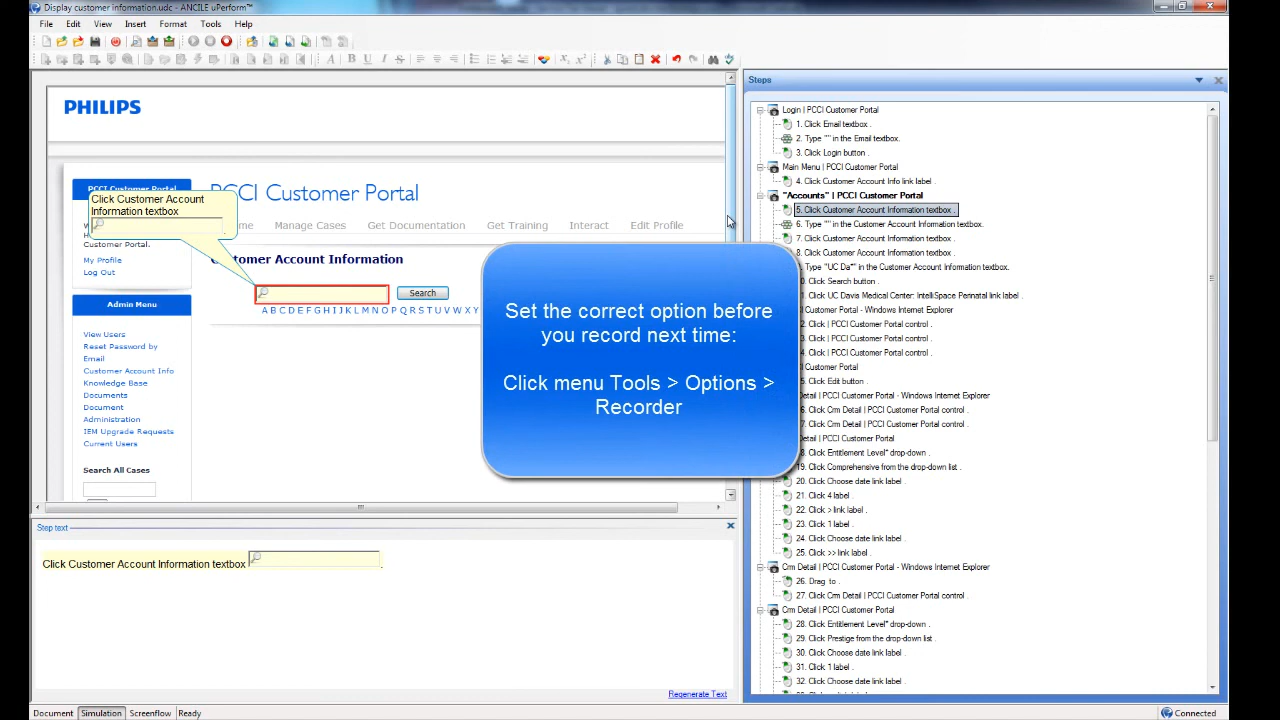 Display customer information.udc - ANCILE uPerform™
File Edit View Insert Format Tools Help
PHILIPS
PCCI Customer Portal
Click Customer Account
Information textbox
Customer Portal.
My Profile
Log Out
PCCI Customer Portal
Manage Cases Get Documentation Get Training Interact Edit Profile
Customer Account Information
Search
A B C D E F G H I J K L M N O P Q R S T U V W X Y
Admin Menu
View Users
Reset Password by
Email
Customer Account Info
Knowledge Base
Documents
Document
Administration
IEM Upgrade Requests
Current Users
Search All Cases
Set the correct option before
you record next time:
Click menu Tools > Options >
Recorder
Step text
Click Customer Account Information textbox .
Regenerate Text
Steps
Login | PCCI Customer Portal
1. Click Email textbox .
2. Type "" in the Email textbox.
3. Click Login button .
Main Menu | PCCI Customer Portal
4. Click Customer Account Info link label .
"Accounts" | PCCI Customer Portal
5. Click Customer Account Information textbox .
6. Type "" in the Customer Account Information textbox.
7. Click Customer Account Information textbox .
8. Click Customer Account Information textbox .
Type "UC Da*" in the Customer Account Information textbox.
Click Search button .
Click UC Davis Medical Center: IntelliSpace Perinatal link label .
Customer Portal - Windows Internet Explorer
Click | PCCI Customer Portal control .
Click | PCCI Customer Portal control .
Click | PCCI Customer Portal control .
Customer Portal
Click Edit button .
Detail | PCCI Customer Portal - Windows Internet Explorer
Click Crm Detail | PCCI Customer Portal control .
Click Crm Detail | PCCI Customer Portal control .
Detail | PCCI Customer Portal
Click Entitlement Level* drop-down .
19. Click Comprehensive from the drop-down list .
20. Click Choose date link label .
21. Click 4 label .
22. Click > link label .
23. Click 1 label .
24. Click Choose date link label .
25. Click >> link label .
Crm Detail | PCCI Customer Portal - Windows Internet Explorer
26. Drag to .
27. Click Crm Detail | PCCI Customer Portal control .
Crm Detail | PCCI Customer Portal
28. Click Entitlement Level* drop-down .
29. Click Prestige from the drop-down list .
30. Click Choose date link label .
31. Click 1 label .
32. Click Choose date link label .
Document Simulation Screenflow Ready
Connected